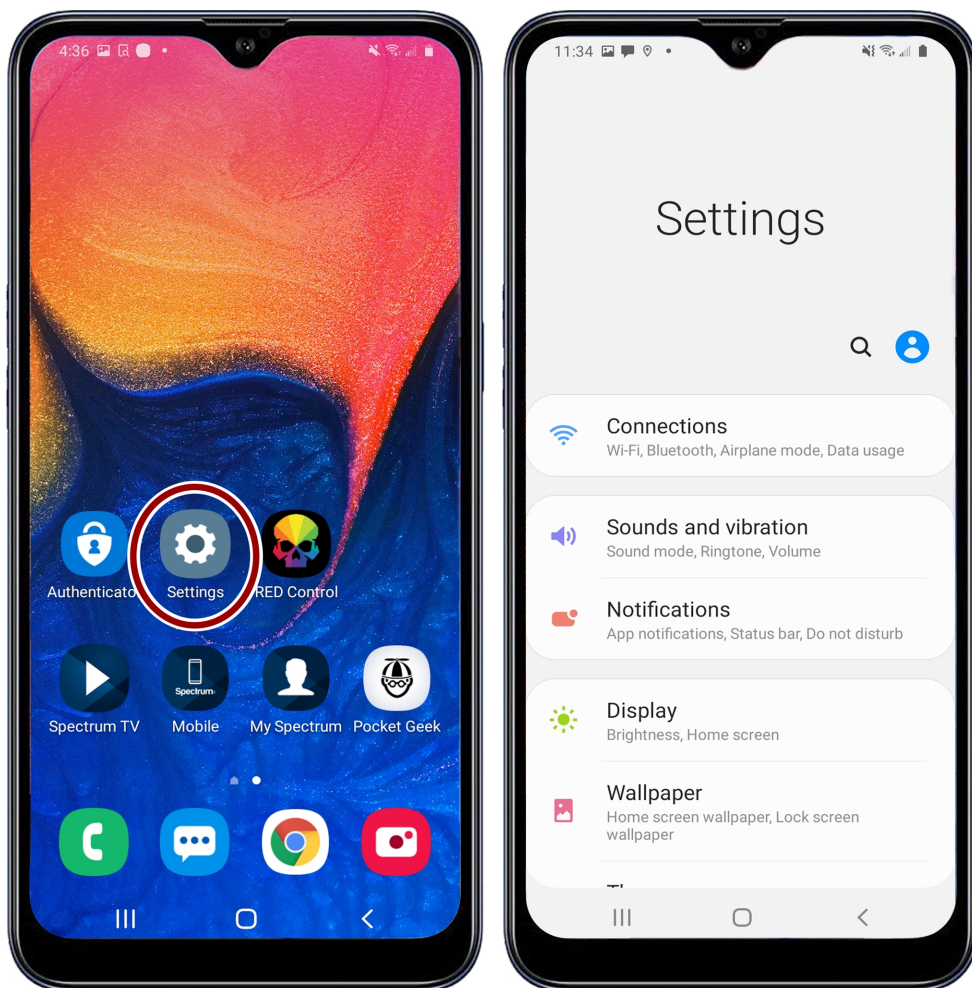 4:36
Authenticato
Settings
RED Control
Spectrum
Spectrum TV
Mobile
My Spectrum
Pocket Geek
11:34
Settings
Connections
Wi-Fi, Bluetooth, Airplane mode, Data usage
Sounds and vibration
Sound mode, Ringtone, Volume
Notifications
App notifications, Status bar, Do not disturb
Display
Brightness, Home screen
Wallpaper
Home screen wallpaper, Lock screen
wallpaper